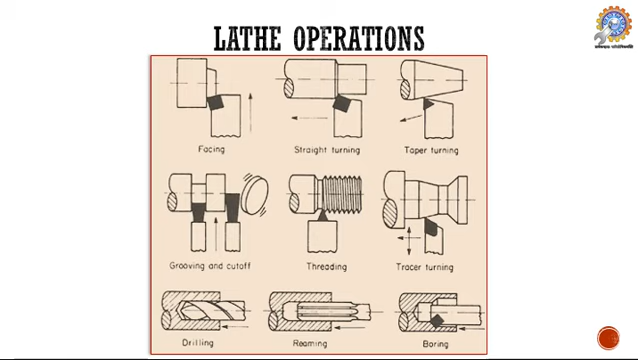 LATHE OPERATIONS
Facing
Straight turning
Taper turning
Grooving and cutoff
Threading
Tracer turning
Drilling
Reaming
Boring